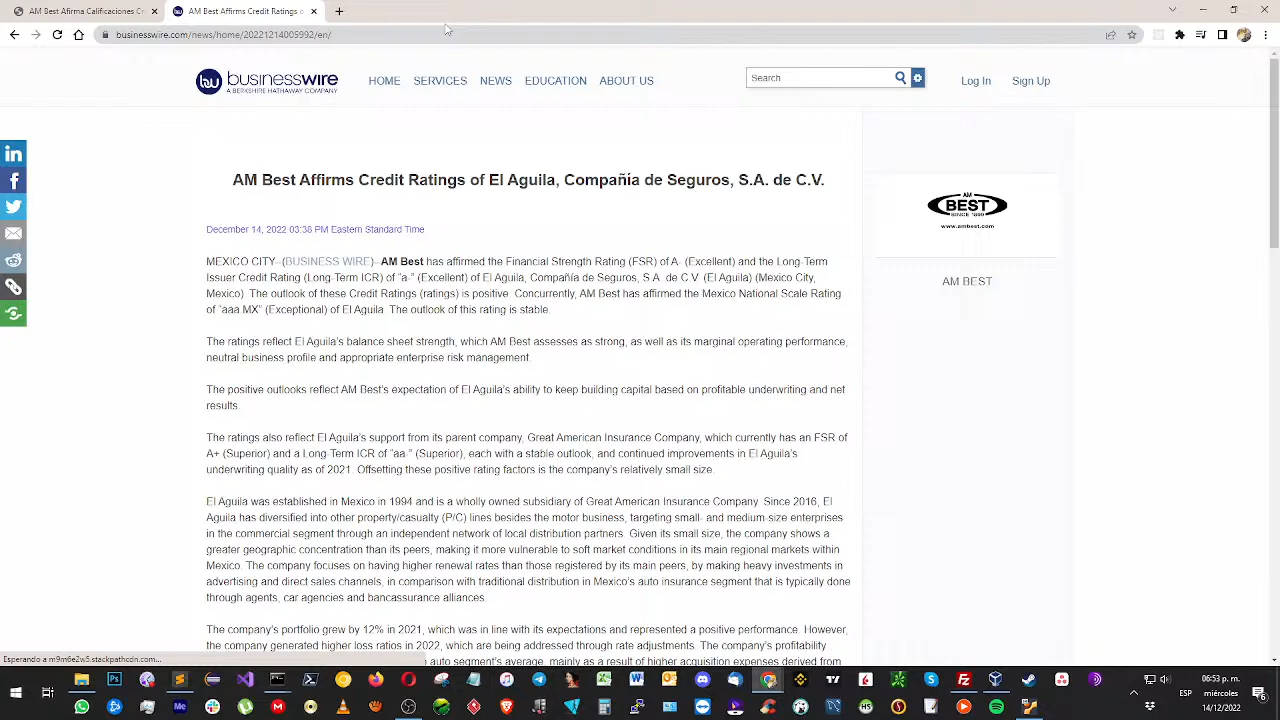 AM Best Afirma Calificaciones Cr
AM Best Affirms Credit Ratings o
businesswire.com/news/home/20221214005992/en/
businesswire
A BERKSHIRE HATHAWAY COMPANY
HOME SERVICES NEWS EDUCATION ABOUT US
Search
Log In Sign Up
AM Best Affirms Credit Ratings of El Aguila, Compañia de Seguros, S.A. de C.V.
AM
BEST
SINCE 1899
www.ambest.com
AM BEST
December 14, 2022 03:38 PM Eastern Standard Time
MEXICO CITY--(BUSINESS WIRE)--AM Best has affirmed the Financial Strength Rating (FSR) of A- (Excellent) and the Long-Term
Issuer Credit Rating (Long-Term ICR) of “a-” (Excellent) of El Aguila, Compañía de Seguros, S.A. de C.V. (El Aguila) (Mexico City,
Mexico). The outlook of these Credit Ratings (ratings) is positive. Concurrently, AM Best has affirmed the Mexico National Scale Rating
of “aaa.MX” (Exceptional) of El Aguila. The outlook of this rating is stable.
The ratings reflect El Aguila’s balance sheet strength, which AM Best assesses as strong, as well as its marginal operating performance,
neutral business profile and appropriate enterprise risk management.
The positive outlooks reflect AM Best’s expectation of El Aguila’s ability to keep building capital based on profitable underwriting and net
results.
The ratings also reflect El Aguila’s support from its parent company, Great American Insurance Company, which currently has an FSR of
A+ (Superior) and a Long-Term ICR of “aa-” (Superior), each with a stable outlook, and continued improvements in El Aguila’s
underwriting quality as of 2021. Offsetting these positive rating factors is the company’s relatively small size.
El Aguila was established in Mexico in 1994 and is a wholly owned subsidiary of Great American Insurance Company. Since 2016, El
Aguila has diversified into other property/casualty (P/C) lines besides the motor business, targeting small- and medium-size enterprises
in the commercial segment through an independent network of local distribution partners. Given its small size, the company shows a
greater geographic concentration than its peers, making it more vulnerable to soft market conditions in its main regional markets within
Mexico. The company focuses on having higher renewal rates than those registered by its main peers, by making heavy investments in
advertising and direct sales channels, in comparison with traditional distribution in Mexico’s auto insurance segment that is typically done
through agents, car agencies and bancassurance alliances.
The company’s portfolio grew by 12% in 2021, which was in line with its expectations and represented a positive performance. However,
the company generated higher loss ratios in 2022, which are being addressed through rate adjustments. The company’s profitability
auto segment’s average, mainly as a result of higher acquisition expenses derived from
Esperando a m9m6e2w5.stackpathcdn.com...
06:53 p. m.
ESP
miércoles
14/12/2022